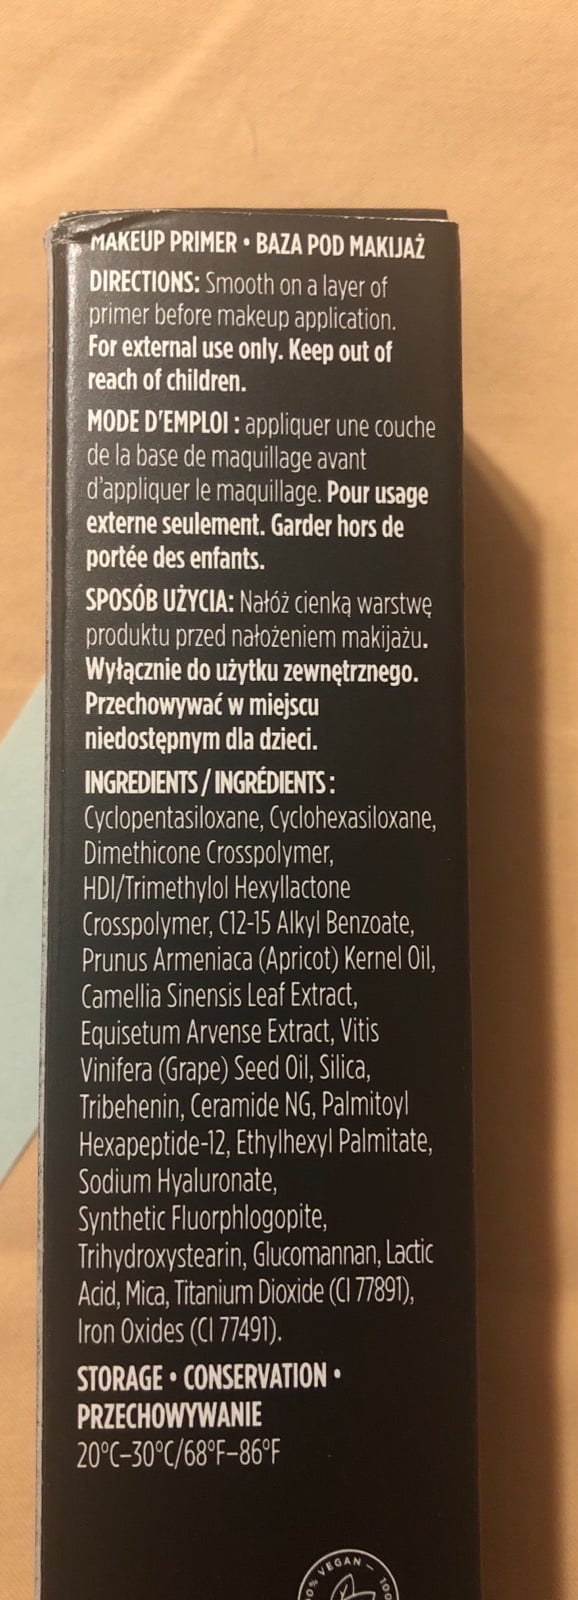 MAKEUP PRIMER • BAZA POD MAKIJAŻ
DIRECTIONS: Smooth on a layer of
primer before makeup application.
For external use only. Keep out of
reach of children.
MODE D'EMPLOI : appliquer une couche
de la base de maquillage avant
d'appliquer le maquillage. Pour usage
externe seulement. Garder hors de
portée des enfants.
SPOSÓB UŻYCIA: Nałóż cienką warstwę
produktu przed nałożeniem makijażu.
Wyłącznie do użytku zewnętrznego.
Przechowywać w miejscu
niedostępnym dla dzieci.
INGREDIENTS / INGRÉDIENTS :
Cyclopentasiloxane, Cyclohexasiloxane,
Dimethicone Crosspolymer,
HDI/Trimethylol Hexyllactone
Crosspolymer, C12-15 Alkyl Benzoate,
Prunus Armeniaca (Apricot) Kernel Oil,
Camellia Sinensis Leaf Extract,
Equisetum Arvense Extract, Vitis
Vinifera (Grape) Seed Oil, Silica,
Tribehenin, Ceramide NG, Palmitoyl
Hexapeptide-12, Ethylhexyl Palmitate,
Sodium Hyaluronate,
Synthetic Fluorphlogopite,
Trihydroxystearin, Glucomannan, Lactic
Acid, Mica, Titanium Dioxide (CI 77891),
Iron Oxides (CI 77491).
STORAGE • CONSERVATION •
PRZECHOWYWANIE
20°C–30°C/68°F–86°F
VEGAN